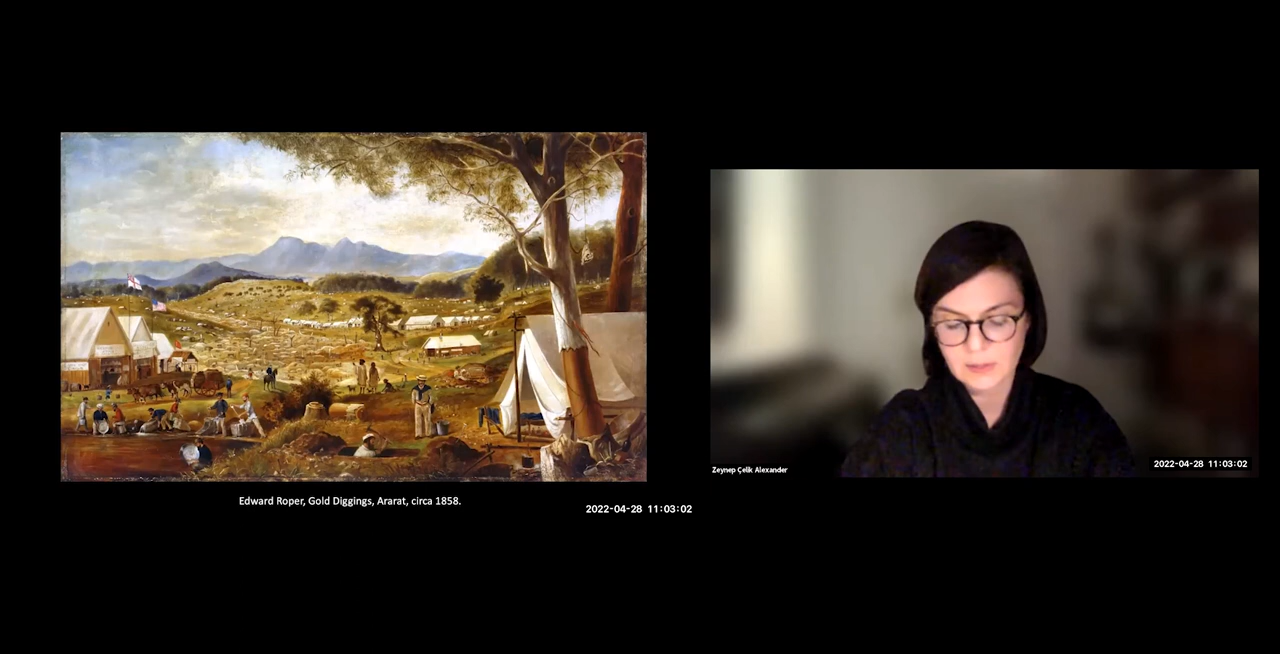 Edward Roper, Gold Diggings, Ararat, circa 1858.
2022-04-28 11:03:02
Zeynep Çelik Alexander
2022-04-28 11:03:02